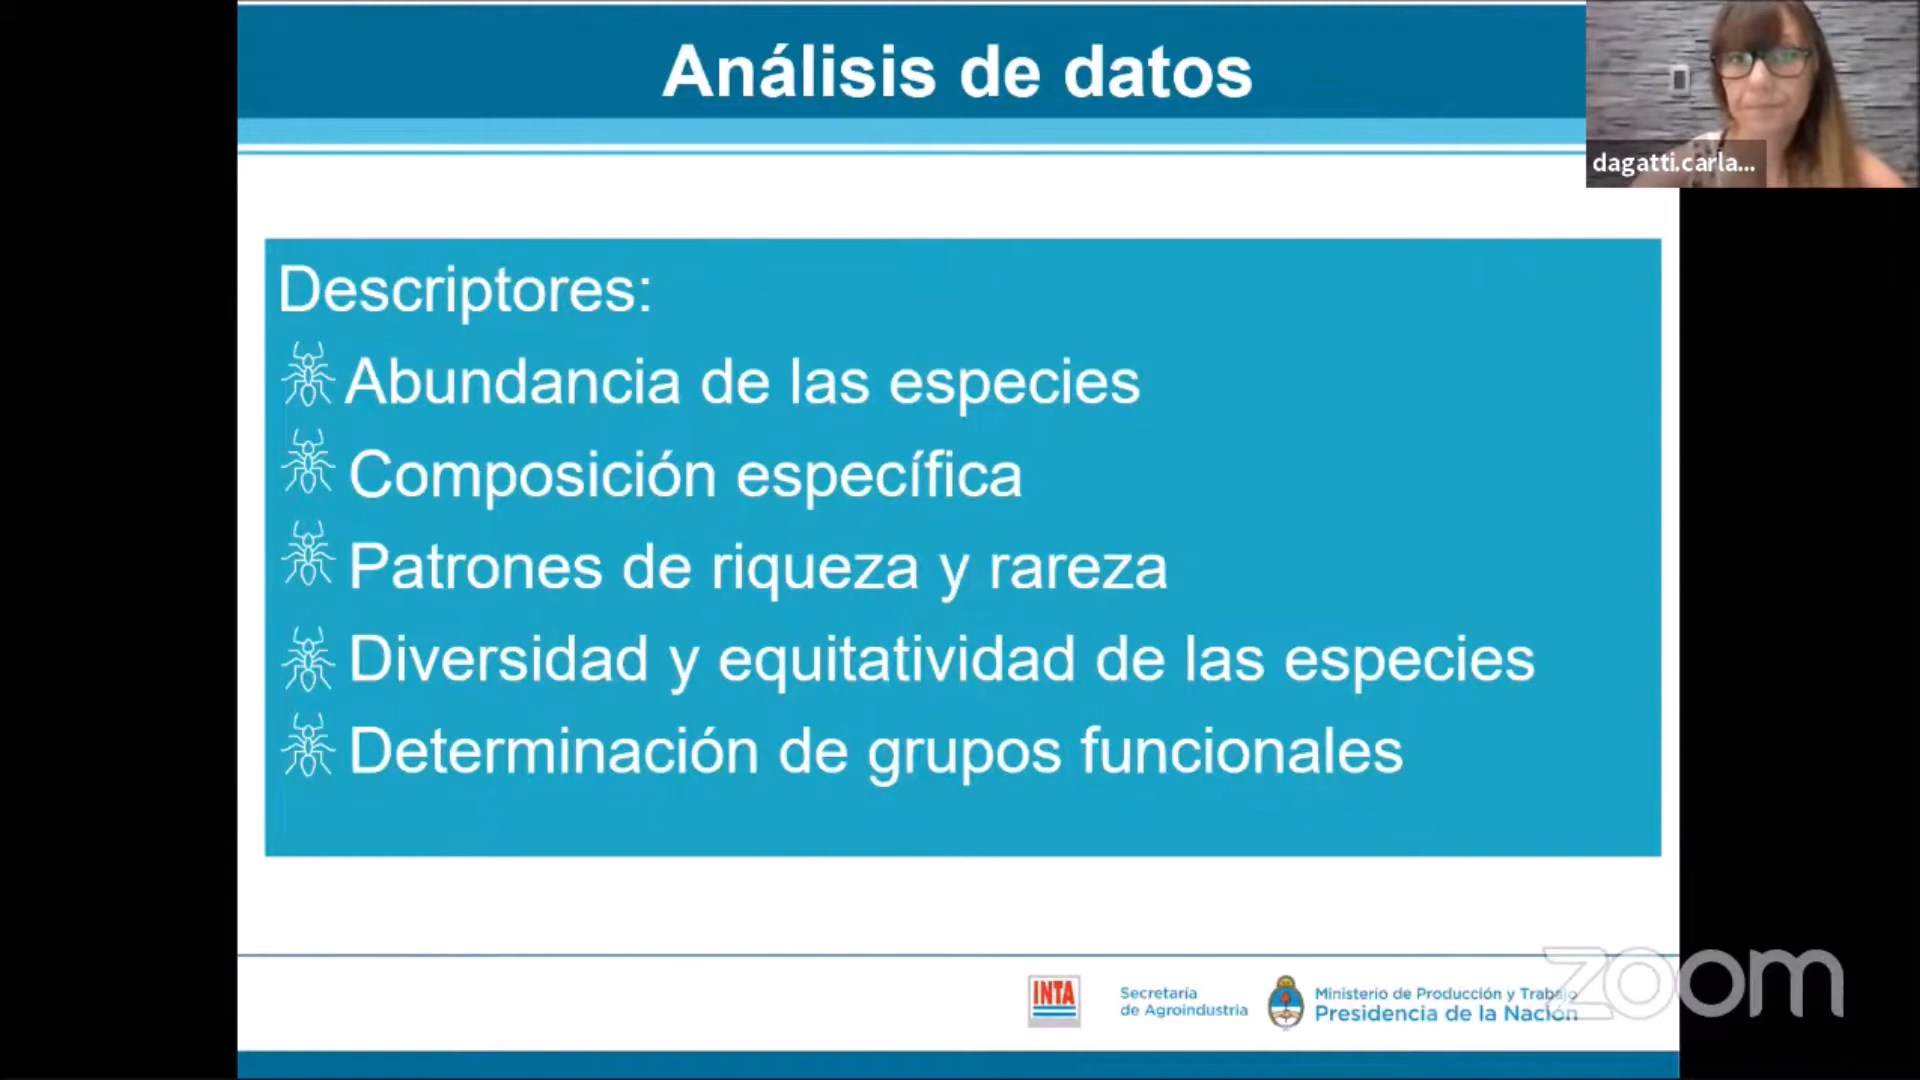 Análisis de datos
dagatti.carla...
Descriptores:
Abundancia de las especies
Composición específica
Patrones de riqueza y rareza
Diversidad y equitatividad de las especies
Determinación de grupos funcionales
INTA
Secretaría
de Agroindustria
Ministerio de Producción y Trabajo
Presidencia de la Nación
zoom